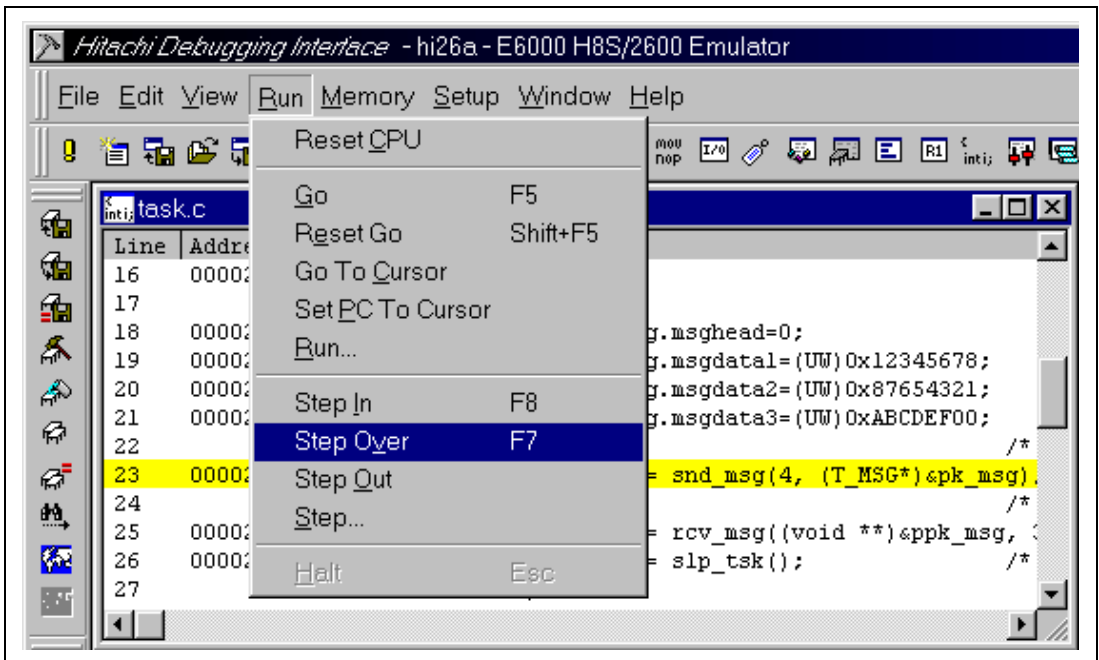 Hitachi Debugging Interface - hi26a - E6000 H8S/2600 Emulator
File Edit View Run Memory Setup Window Help
Reset CPU
mov nop I/O R1 inti;
Go F5
Reset Go Shift+F5
Go To Cursor
Set PC To Cursor
Run...
Step In F8
Step Over F7
Step Out
Step...
Halt Esc
inti; task.c
Line Addre
16 00002
17
18 00002 g.msghead=0;
19 00002 g.msgdata1=(UW)0x12345678;
20 00002 g.msgdata2=(UW)0x87654321;
21 00002 g.msgdata3=(UW)0xABCDEF00;
22 /*
23 00002 = snd_msg(4, (T_MSG*)&pk_msg)
24 /*
25 00002 = rcv_msg((void **)&ppk_msg,
26 00002 = slp_tsk(); /*
27